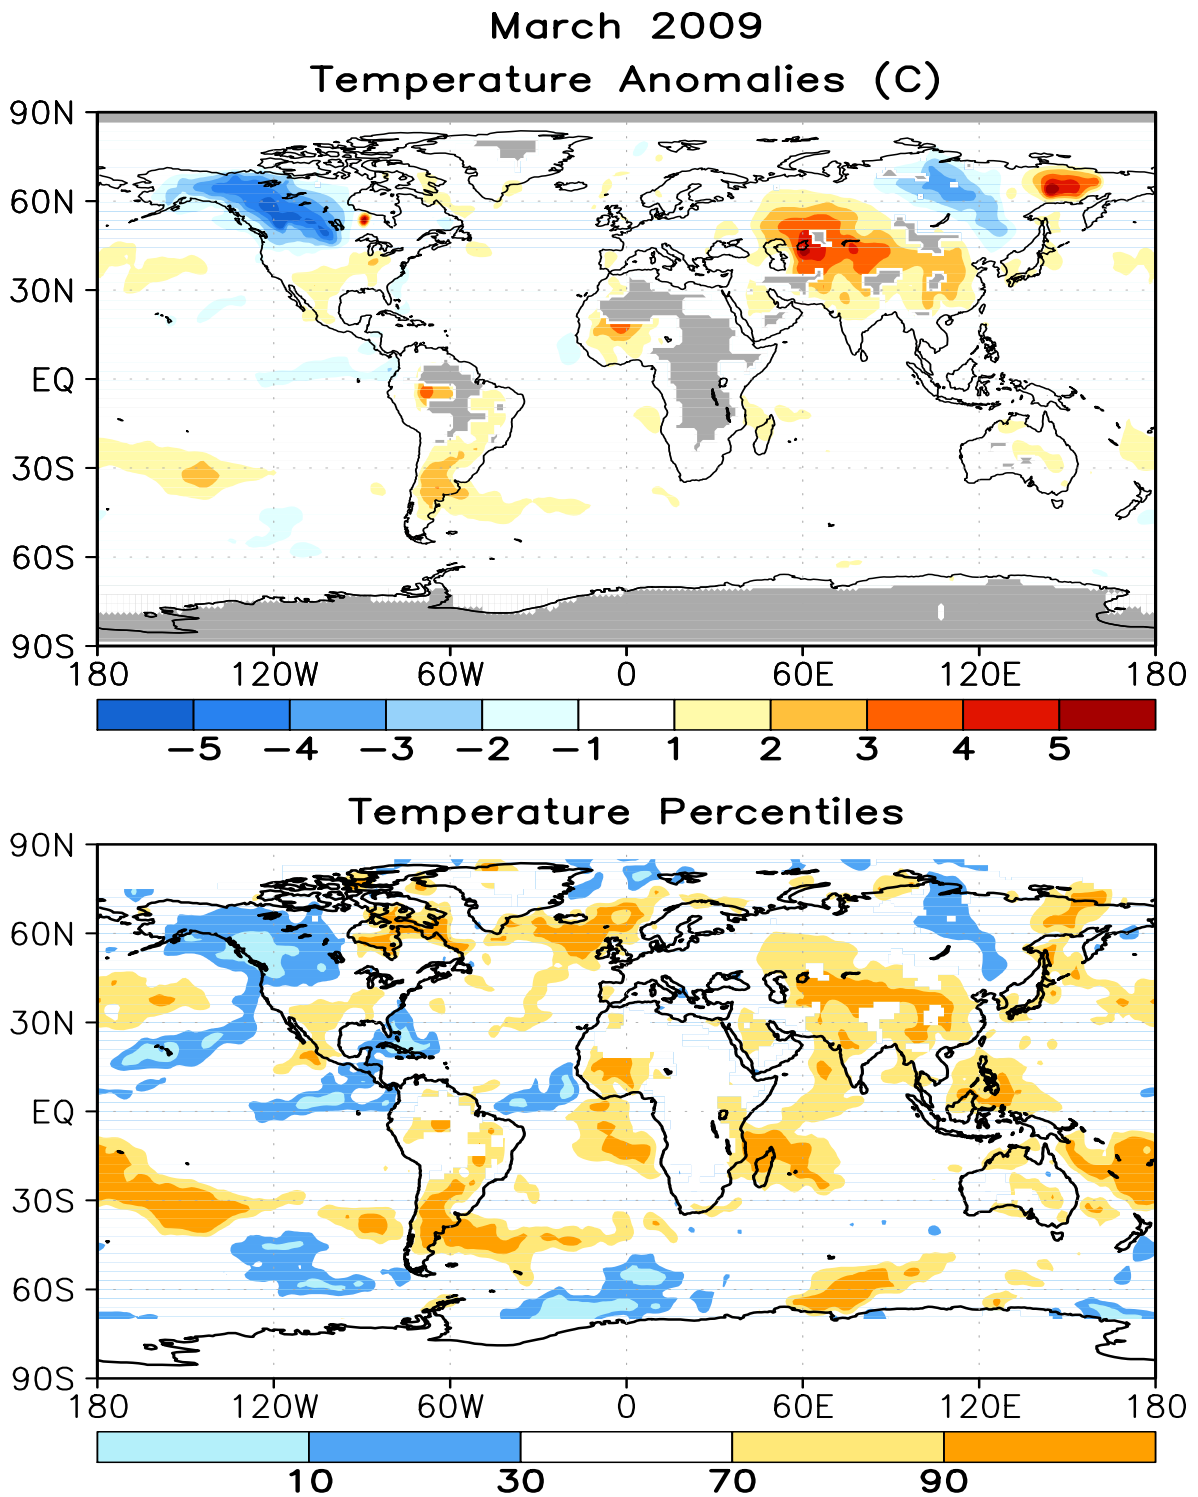 March 2009
Temperature Anomalies (C)
90N
60N
30N
EQ
30S
60S
90S
180 120W 60W 0 60E 120E 180
-5 -4 -3 -2 -1 1 2 3 4 5
Temperature Percentiles
90N
60N
30N
EQ
30S
60S
90S
180 120W 60W 0 60E 120E 180
10 30 70 90